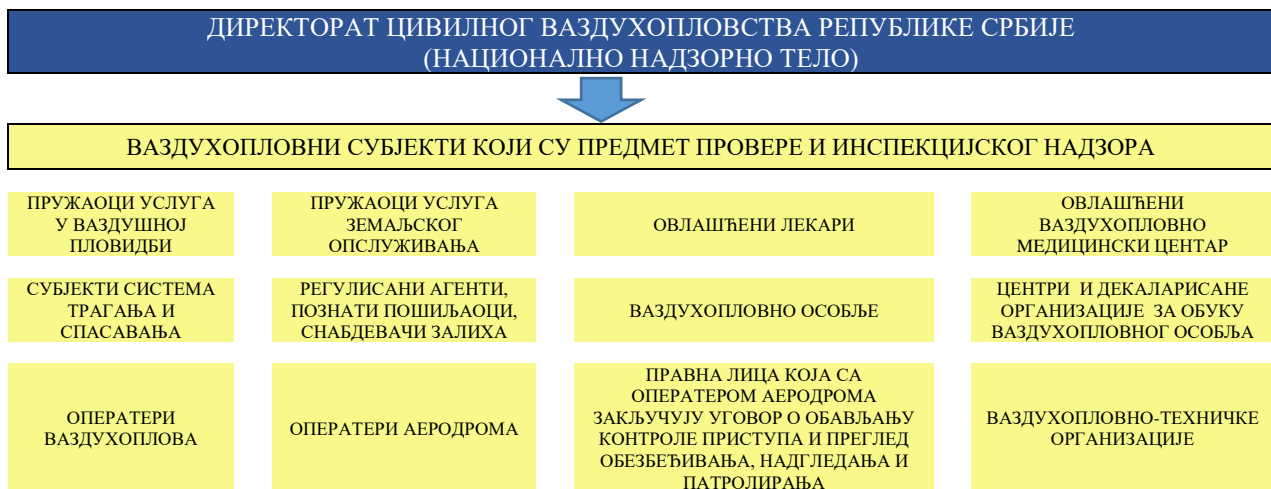 ДИРЕКТОРАТ ЦИВИЛНОГ ВАЗДУХОПЛОВСТВА РЕПУБЛИКЕ СРБИЈЕ
(НАЦИОНАЛНО НАДЗОРНО ТЕЛО)
ВАЗДУХОПЛОВНИ СУБЈЕКТИ КОЈИ СУ ПРЕДМЕТ ПРОВЕРЕ И ИНСПЕКЦИЈСКОГ НАДЗОРА
ПРУЖАОЦИ УСЛУГА
У ВАЗДУШНОЈ
ПЛОВИДБИ
ПРУЖАОЦИ УСЛУГА
ЗЕМАЉСКОГ
ОПСЛУЖИВАЊА
ОВЛАШЋЕНИ ЛЕКАРИ
ОВЛАШЋЕНИ
ВАЗДУХОПЛОВНО
МЕДИЦИНСКИ ЦЕНТАР
СУБЈЕКТИ СИСТЕМА
ТРАГАЊА И
СПАСАВАЊА
РЕГУЛИСАНИ АГЕНТИ,
ПОЗНАТИ ПОШИЉАОЦИ,
СНАБДЕВАЧИ ЗАЛИХА
ВАЗДУХОПЛОВНО ОСОБЉЕ
ЦЕНТРИ И ДЕКАЛАРИСАНЕ
ОРГАНИЗАЦИЈЕ ЗА ОБУКУ
ВАЗДУХОПЛОВНОГ ОСОБЉА
ОПЕРАТЕРИ
ВАЗДУХОПЛОВА
ОПЕРАТЕРИ АЕРОДРОМА
ПРАВНА ЛИЦА КОЈА СА
ОПЕРАТЕРОМ АЕРОДРОМА
ЗАКЉУЧУЈУ УГОВОР О ОБАВЉАЊУ
КОНТРОЛЕ ПРИСТУПА И ПРЕГЛЕД
ОБЕЗБЕЂИВАЊА, НАДГЛЕДАЊА И
ПАТРОЛИРАЊА
ВАЗДУХОПЛОВНО-ТЕХНИЧКЕ
ОРГАНИЗАЦИЈЕ